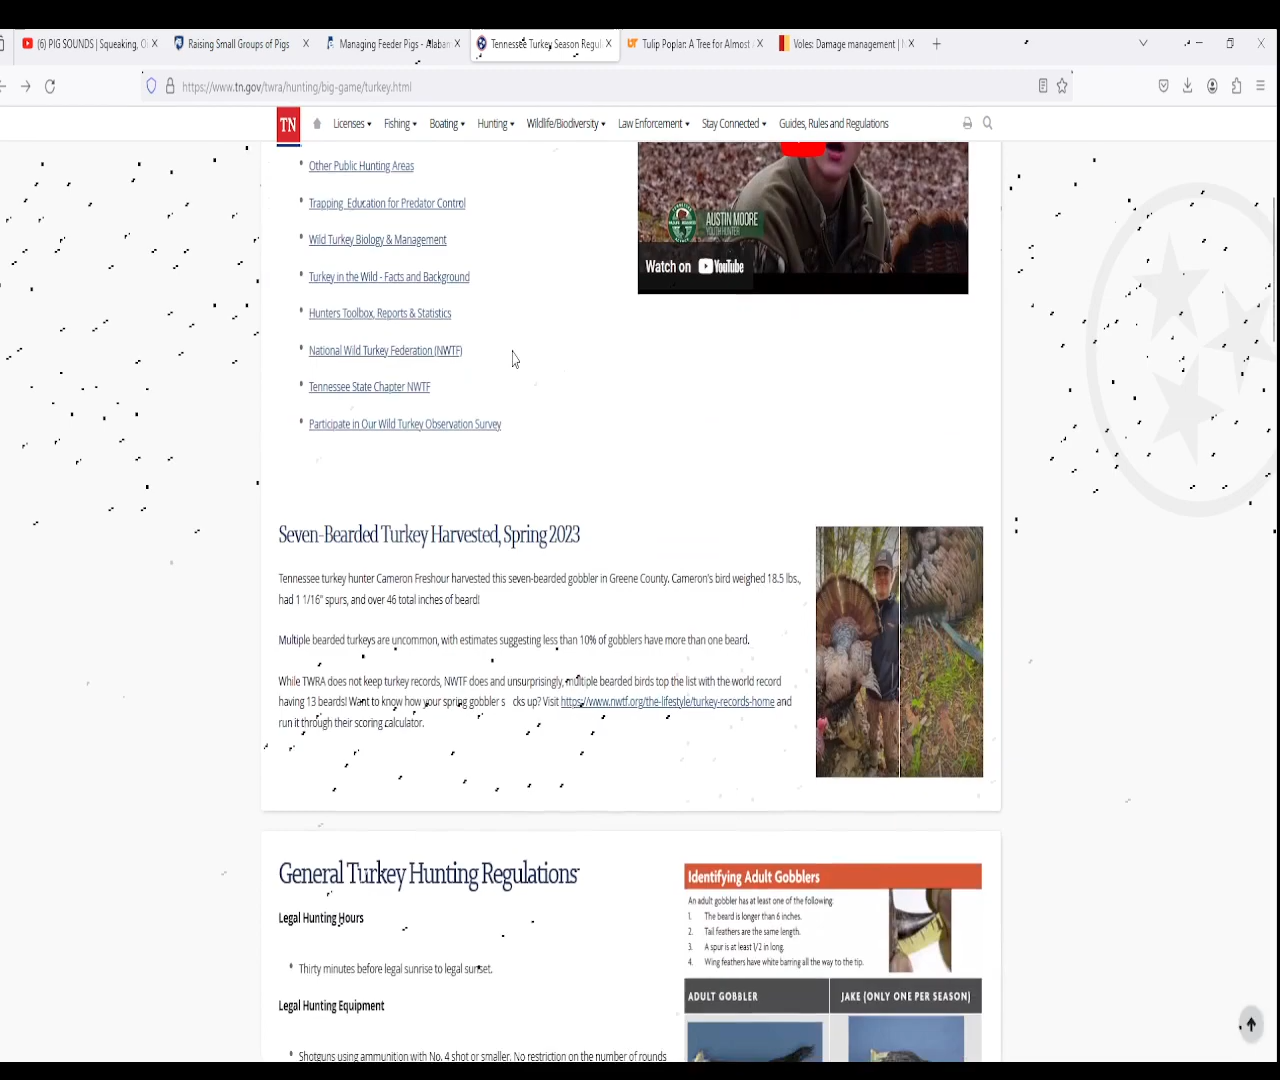 (6) PIG SOUNDS | Squeaking, O
Raising Small Groups of Pigs
Managing Feeder Pigs - Alaban
Tennessee Turkey Season Regul
Tulip Poplar: A Tree for Almost
Voles: Damage management |
https://www.tn.gov/twra/hunting/big-game/turkey.html
TN
Licenses
Fishing
Boating
Hunting
Wildlife/Biodiversity
Law Enforcement
Stay Connected
Guides, Rules and Regulations
Other Public Hunting Areas
Trapping Education for Predator Control
Wild Turkey Biology & Management
Turkey in the Wild - Facts and Background
Hunters Toolbox, Reports & Statistics
National Wild Turkey Federation (NWTF)
Tennessee State Chapter NWTF
Participate in Our Wild Turkey Observation Survey
AUSTIN MOORE
YOUTH HUNTER
Watch on YouTube
Seven-Bearded Turkey Harvested, Spring 2023
Tennessee turkey hunter Cameron Freshour harvested this seven-bearded gobbler in Greene County. Cameron's bird weighed 18.5 lbs.,
had 1 1/16" spurs, and over 46 total inches of beard!
Multiple bearded turkeys are uncommon, with estimates suggesting less than 10% of gobblers have more than one beard.
While TWRA does not keep turkey records, NWTF does and unsurprisingly, multiple bearded birds top the list with the world record
having 13 beards! Want to know how your spring gobbler s cks up? Visit https://www.nwtf.org/the-lifestyle/turkey-records-home and
run it through their scoring calculator.
General Turkey Hunting Regulations
Legal Hunting Hours
Thirty minutes before legal sunrise to legal sunset.
Legal Hunting Equipment
Shotguns using ammunition with No. 4 shot or smaller. No restriction on the number of rounds
Identifying Adult Gobblers
An adult gobbler has at least one of the following:
1. The beard is longer than 6 inches.
2. Tail feathers are the same length.
3. A spur is at least 1/2 in long.
4. Wing feathers have white barring all the way to the tip.
ADULT GOBBLER
JAKE (ONLY ONE PER SEASON)